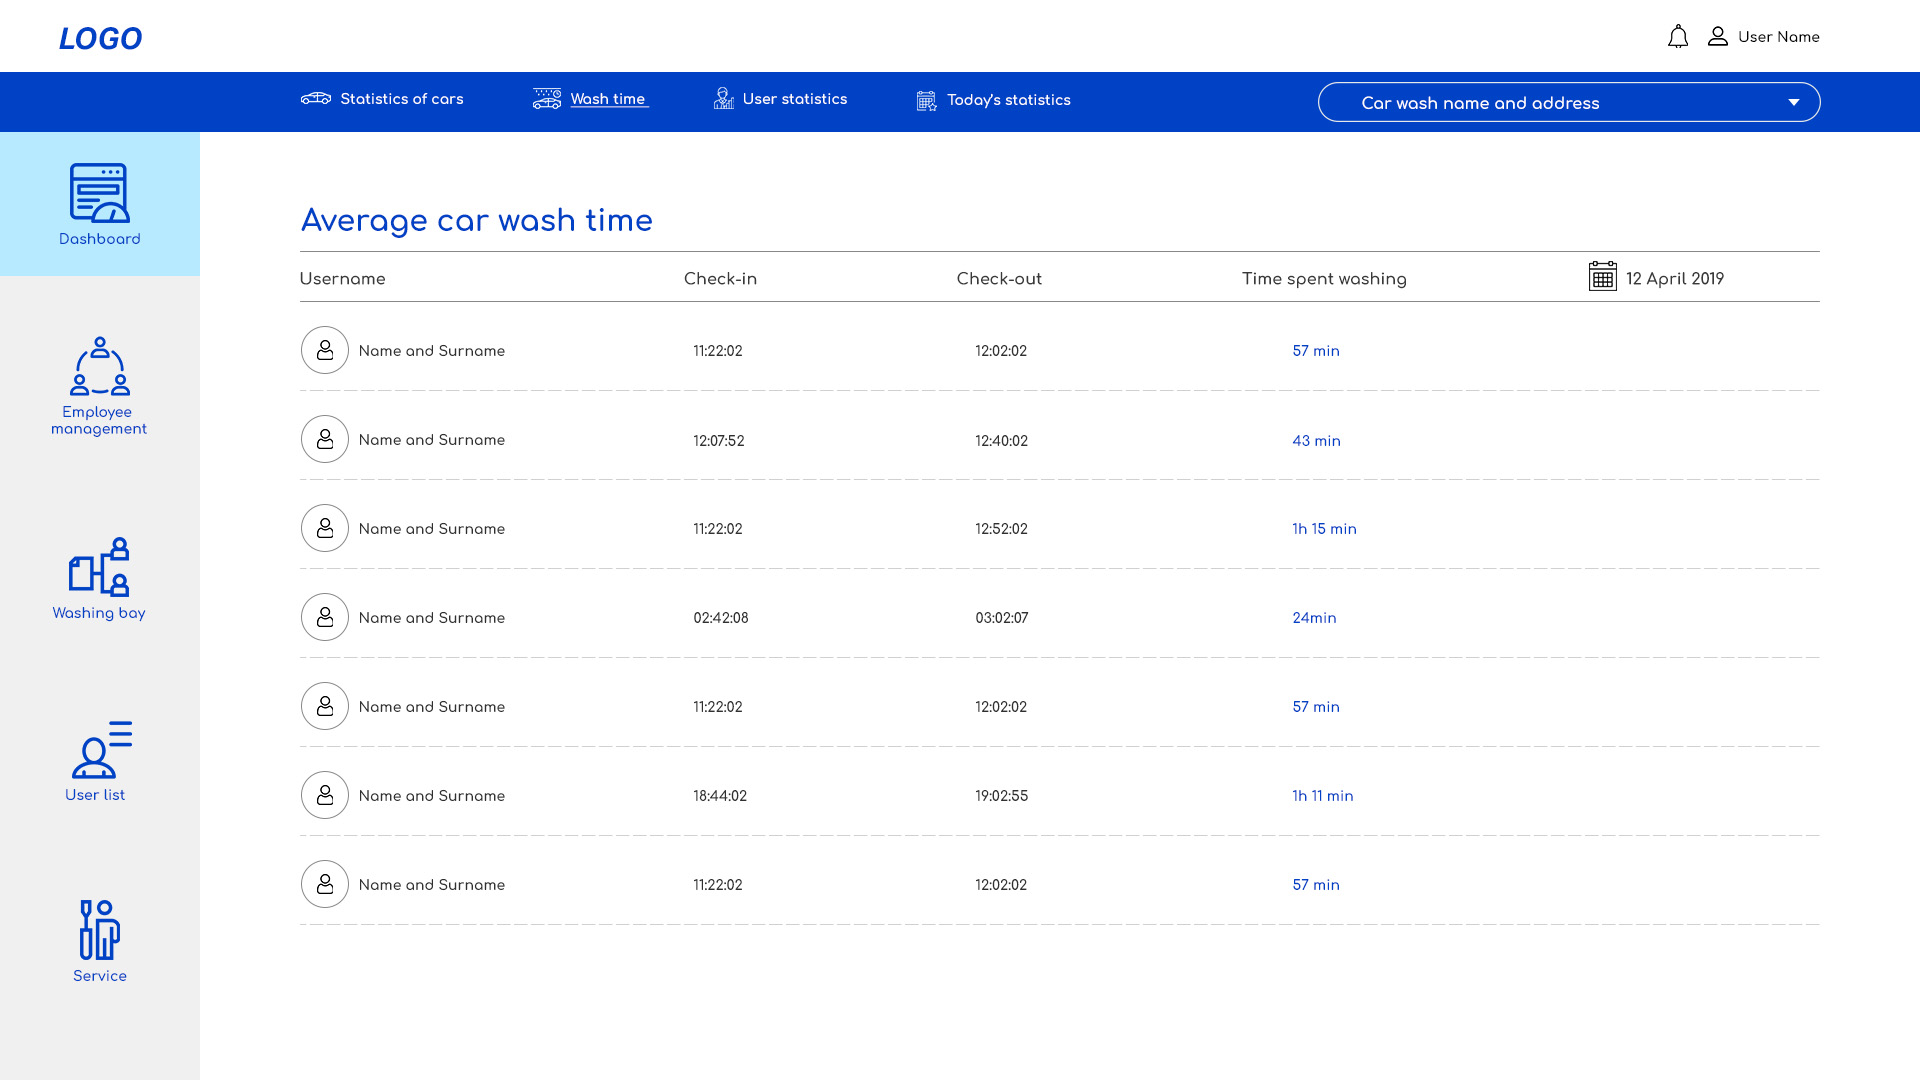 LOGO
User Name
Statistics of cars
Wash time
User statistics
Today's statistics
Car wash name and address
Dashboard
Employee
management
Washing bay
User list
Service
Average car wash time
Username Check-in Check-out Time spent washing 12 April 2019
Name and Surname 11:22:02 12:02:02 57 min
Name and Surname 12:07:52 12:40:02 43 min
Name and Surname 11:22:02 12:52:02 1h 15 min
Name and Surname 02:42:08 03:02:07 24min
Name and Surname 11:22:02 12:02:02 57 min
Name and Surname 18:44:02 19:02:55 1h 11 min
Name and Surname 11:22:02 12:02:02 57 min